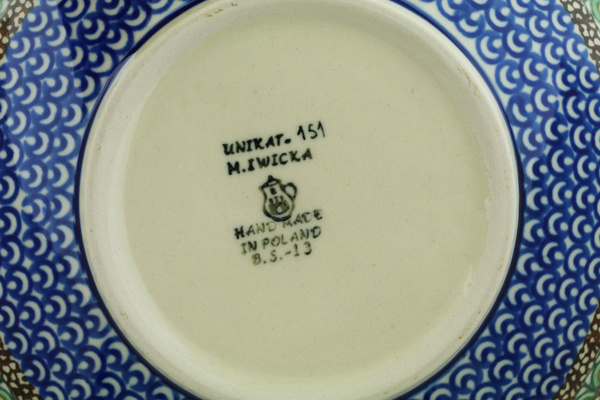 UNIKAT-151
M.IWICKA
HAND MADE
IN POLAND
B.S.-13